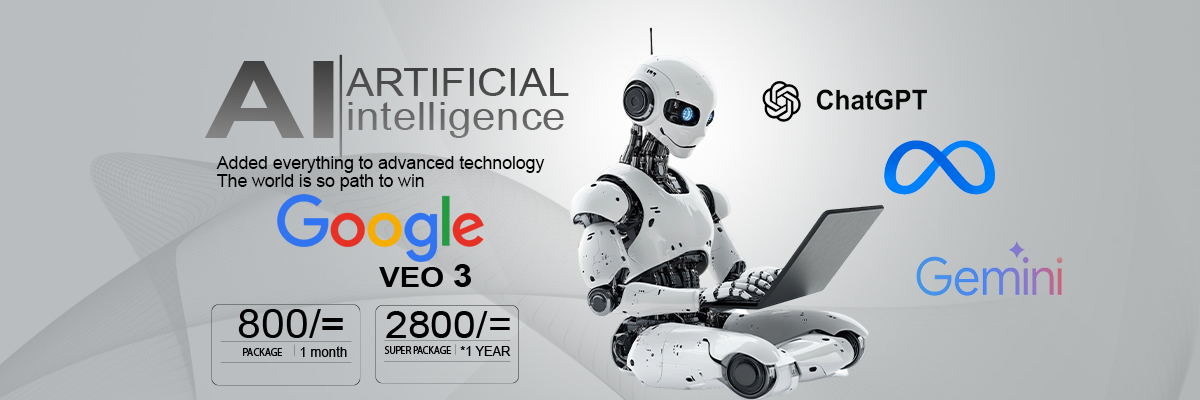 AI
ARTIFICIAL
intelligence
Added everything to advanced technology
The world is so path to win
Google
VEO 3
800/=
PACKAGE | 1 month
2800/=
SUPER PACKAGE | *1 YEAR
ChatGPT
Gemini